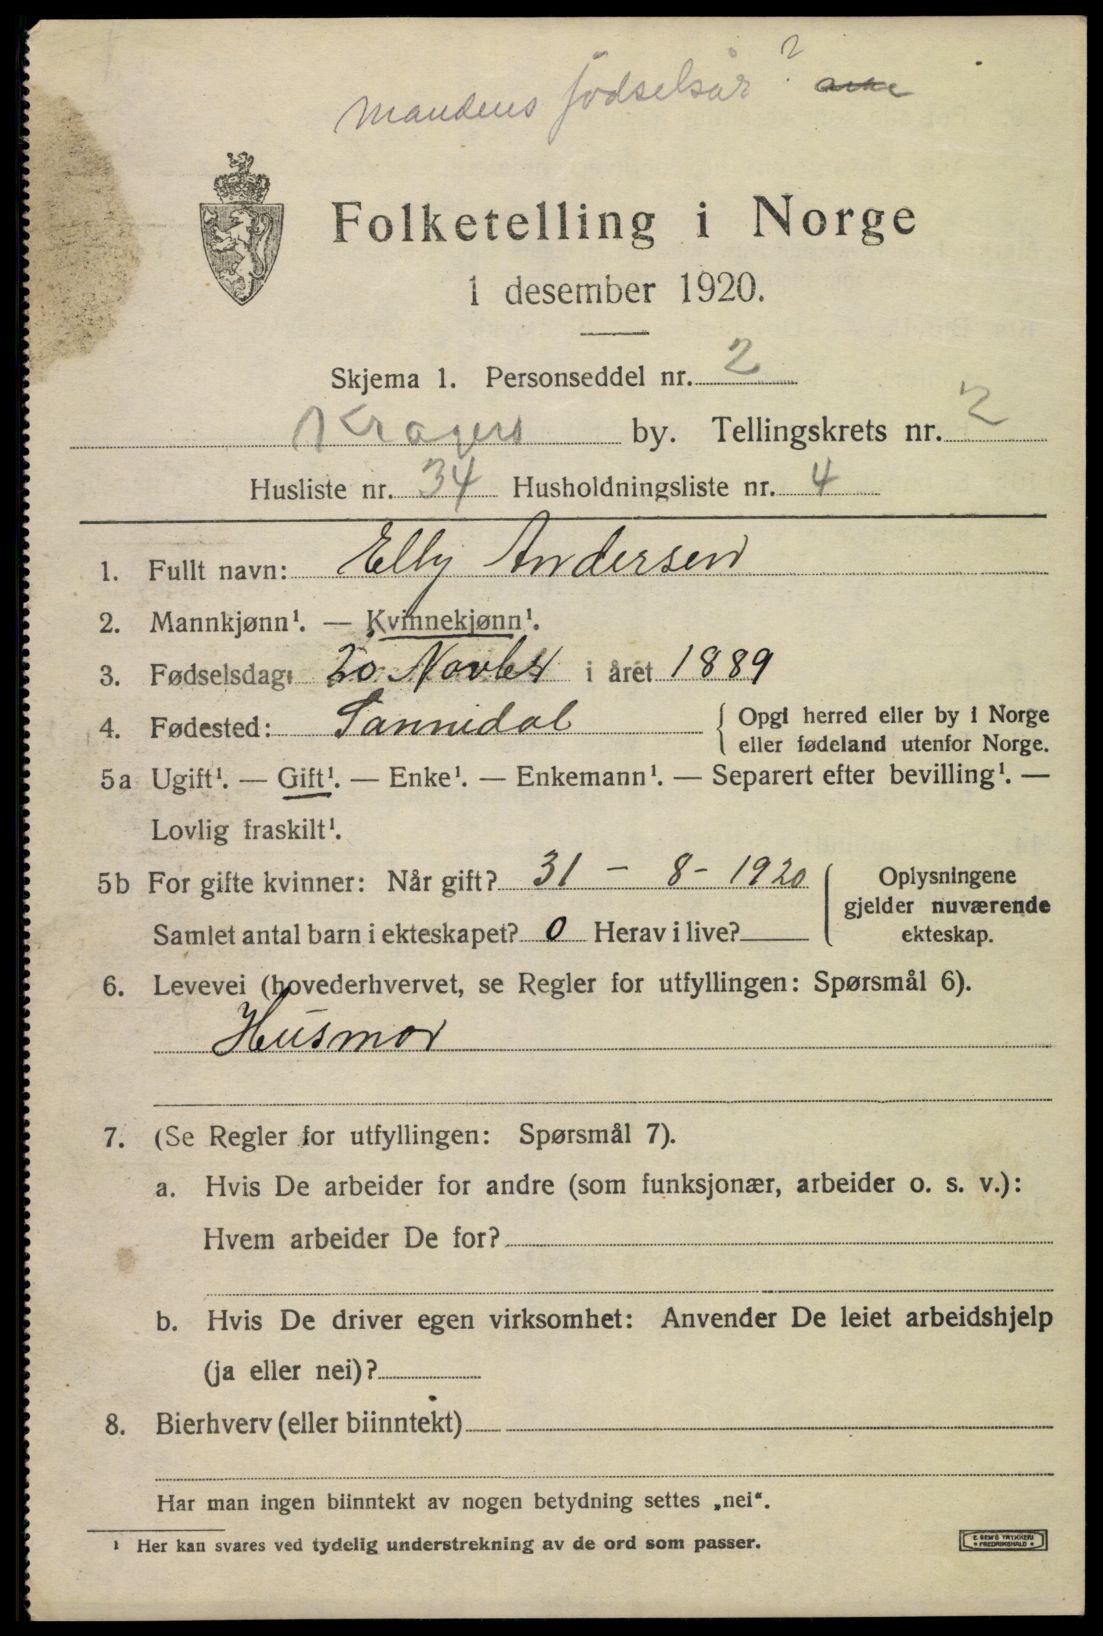 Mandens fødselsår?
Folketelling i Norge
1 desember 1920.
Skjema 1. Personseddel nr. 2
Kragerø by. Tellingskrets nr. 2
Husliste nr. 34 Husholdningsliste nr. 4
1. Fullt navn: Elly Andersen
2. Mannkjønn¹. — Kvinnekjønn¹.
3. Fødselsdag: 20 Novber i året 1889
4. Fødested: Sannidal { Opgi herred eller by i Norge
eller fødeland utenfor Norge.
5a Ugift¹. — Gift¹. — Enke¹. — Enkemann¹. — Separert efter bevilling¹. —
Lovlig fraskilt¹.
5b For gifte kvinner: Når gift? 31 - 8 - 1920 { Oplysningene
gjelder nuværende
Samlet antal barn i ekteskapet? 0 Herav i live? ekteskap.
6. Levevei (hovederhvervet, se Regler for utfyllingen: Spørsmål 6).
Husmor
7. (Se Regler for utfyllingen: Spørsmål 7).
a. Hvis De arbeider for andre (som funksjonær, arbeider o. s. v.):
Hvem arbeider De for?
b. Hvis De driver egen virksomhet: Anvender De leiet arbeidshjelp
(ja eller nei)?
8. Bierhverv (eller biinntekt)
Har man ingen biinntekt av nogen betydning settes „nei“.
¹ Her kan svares ved tydelig understrekning av de ord som passer.
E SEM'S TRYKKERI
FREDRIKSHALD